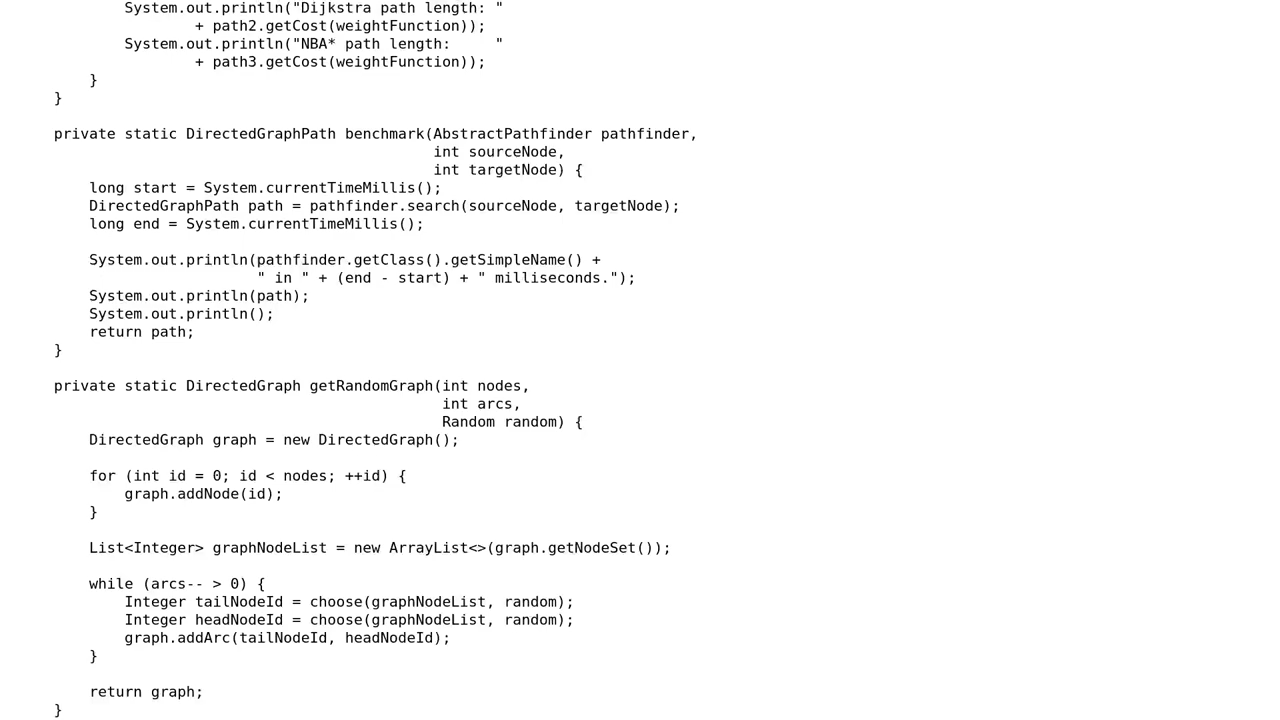 System.out.println("Dijkstra path length: "
                + path2.getCost(weightFunction));
        System.out.println("NBA* path length:     "
                + path3.getCost(weightFunction));
    }
}

private static DirectedGraphPath benchmark(AbstractPathfinder pathfinder,
                                           int sourceNode,
                                           int targetNode) {
    long start = System.currentTimeMillis();
    DirectedGraphPath path = pathfinder.search(sourceNode, targetNode);
    long end = System.currentTimeMillis();

    System.out.println(pathfinder.getClass().getSimpleName() +
                       " in " + (end - start) + " milliseconds.");
    System.out.println(path);
    System.out.println();
    return path;
}

private static DirectedGraph getRandomGraph(int nodes,
                                            int arcs,
                                            Random random) {
    DirectedGraph graph = new DirectedGraph();

    for (int id = 0; id < nodes; ++id) {
        graph.addNode(id);
    }

    List<Integer> graphNodeList = new ArrayList<>(graph.getNodeSet());

    while (arcs-- > 0) {
        Integer tailNodeId = choose(graphNodeList, random);
        Integer headNodeId = choose(graphNodeList, random);
        graph.addArc(tailNodeId, headNodeId);
    }

    return graph;
}